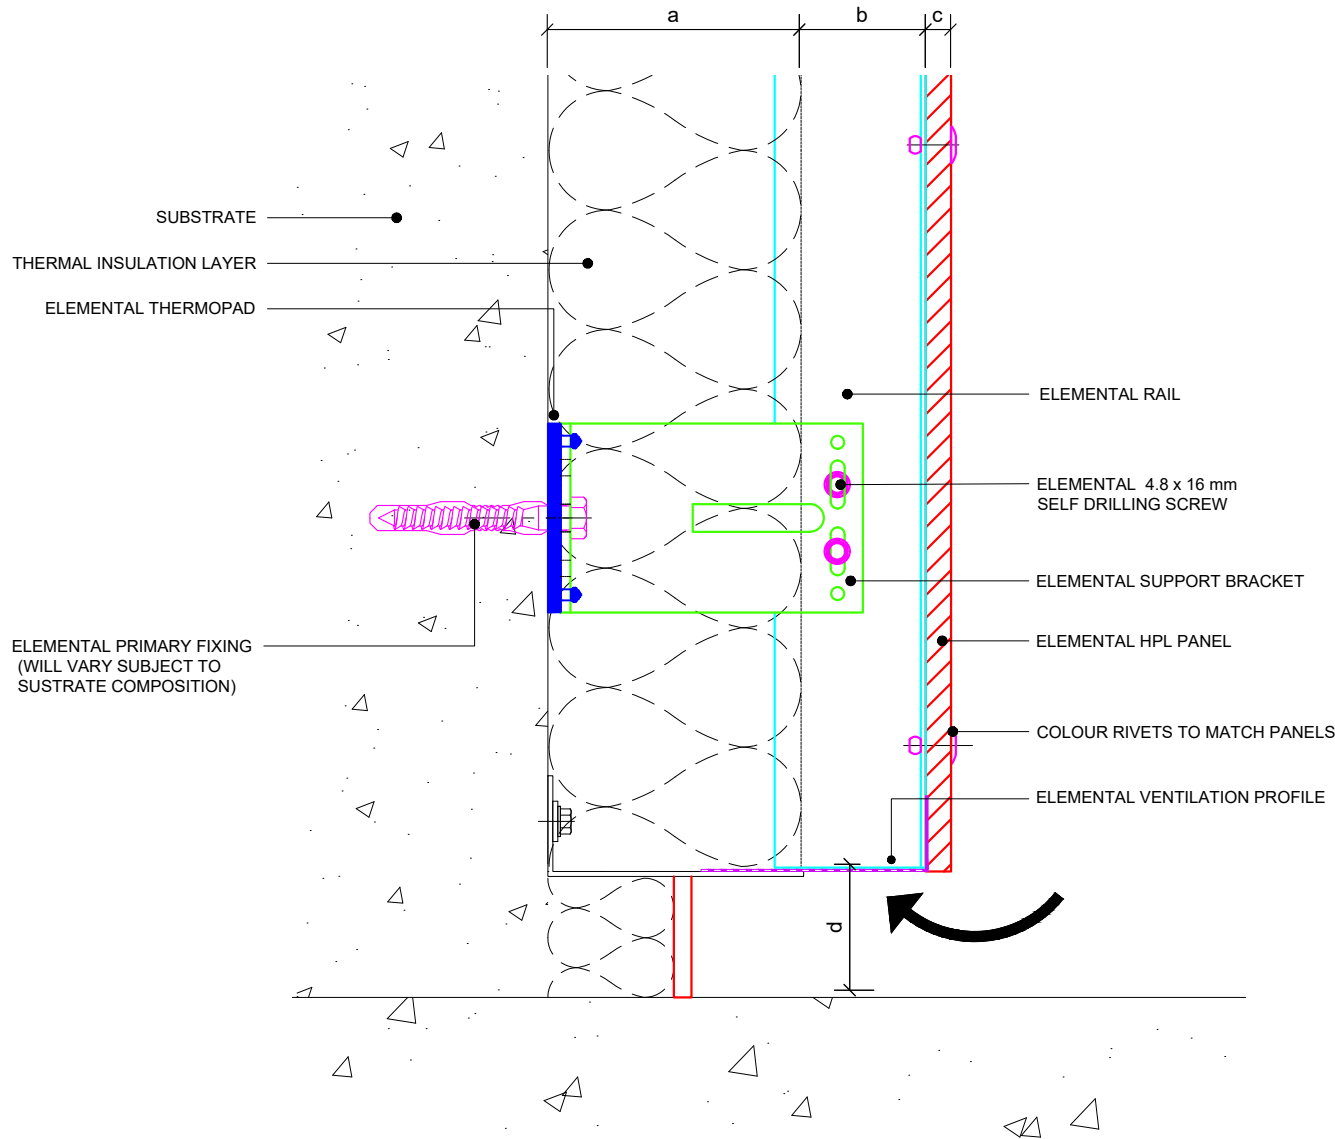 a
b
c
SUBSTRATE
THERMAL INSULATION LAYER
ELEMENTAL THERMOPAD
ELEMENTAL RAIL
ELEMENTAL 4.8 x 16 mm
SELF DRILLING SCREW
ELEMENTAL SUPPORT BRACKET
ELEMENTAL PRIMARY FIXING
(WILL VARY SUBJECT TO
SUSTRATE COMPOSITION)
ELEMENTAL HPL PANEL
COLOUR RIVETS TO MATCH PANELS
ELEMENTAL VENTILATION PROFILE
d